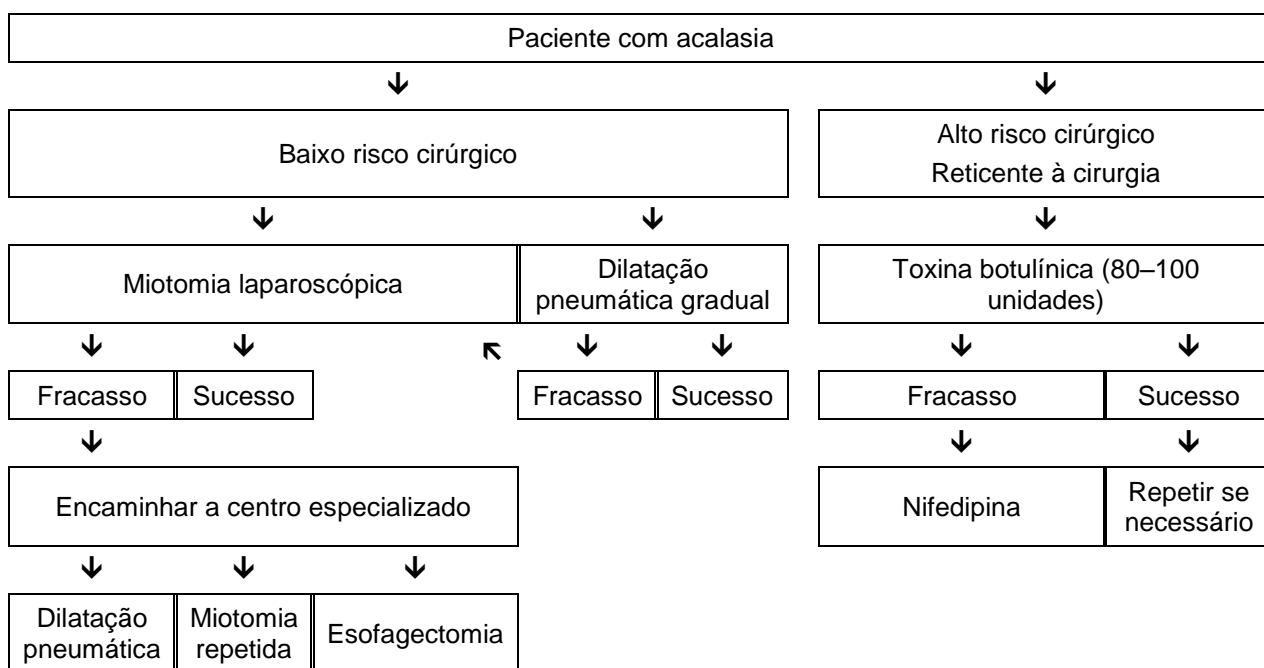 Paciente com acalasia
Baixo risco cirúrgico
Alto risco cirúrgico
Reticente à cirurgia
Miotomia laparoscópica
Dilatação
pneumática gradual
Toxina botulínica (80–100
unidades)
Fracasso
Sucesso
Fracasso
Sucesso
Fracasso
Sucesso
Encaminhar a centro especializado
Nifedipina
Repetir se
necessário
Dilatação
pneumática
Miotomia
repetida
Esofagectomia